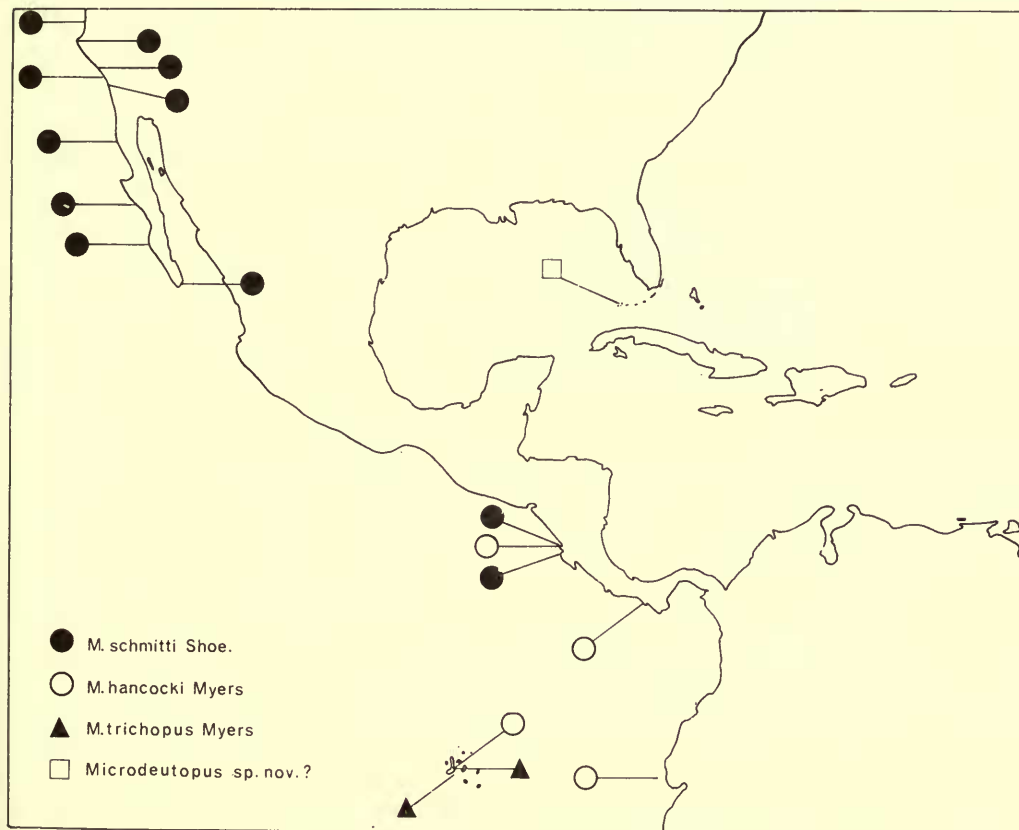 M. schmitti Shoe.
M. hancocki Myers
M. trichopus Myers
Microdeutopus sp. nov. ?